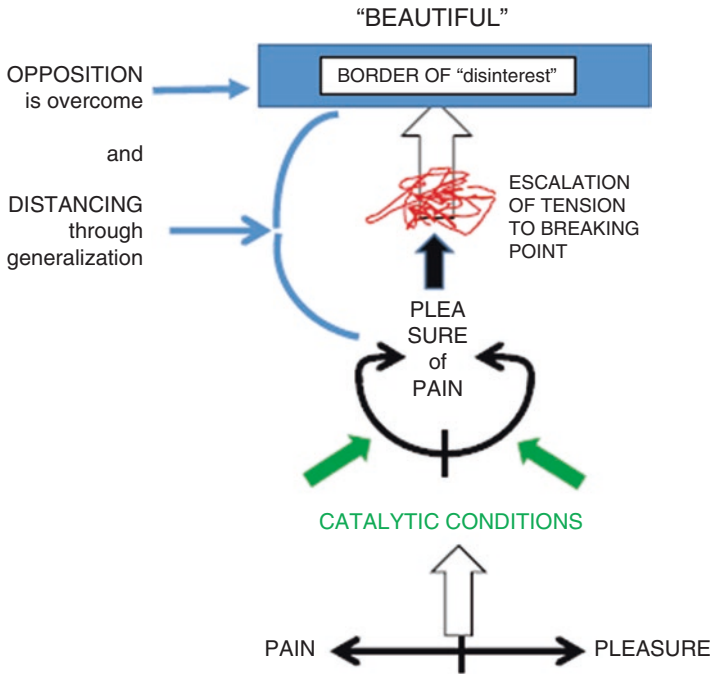 “BEAUTIFUL”
BORDER OF “disinterest”
OPPOSITION
is overcome
and
DISTANCING
through
generalization
ESCALATION
OF TENSION
TO BREAKING
POINT
PLEA
SURE
of
PAIN
CATALYTIC CONDITIONS
PAIN
PLEASURE